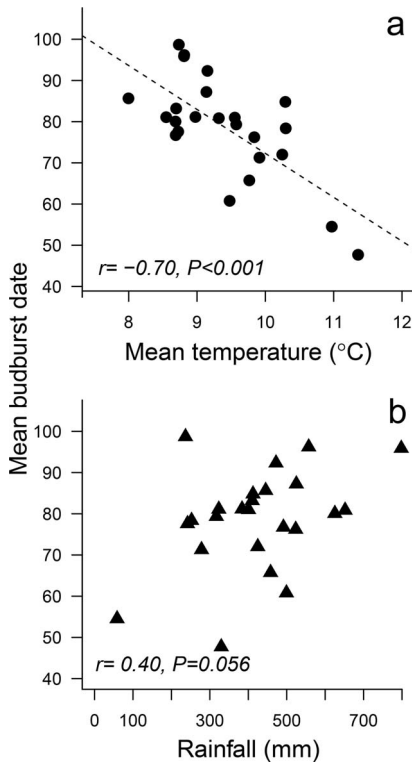 a
100
90
80
70
60
50
40
r= −0.70, P<0.001
8 9 10 11 12
Mean temperature (°C)
Mean budburst date
b
100
90
80
70
60
50
40
r= 0.40, P=0.056
0 100 300 500 700
Rainfall (mm)